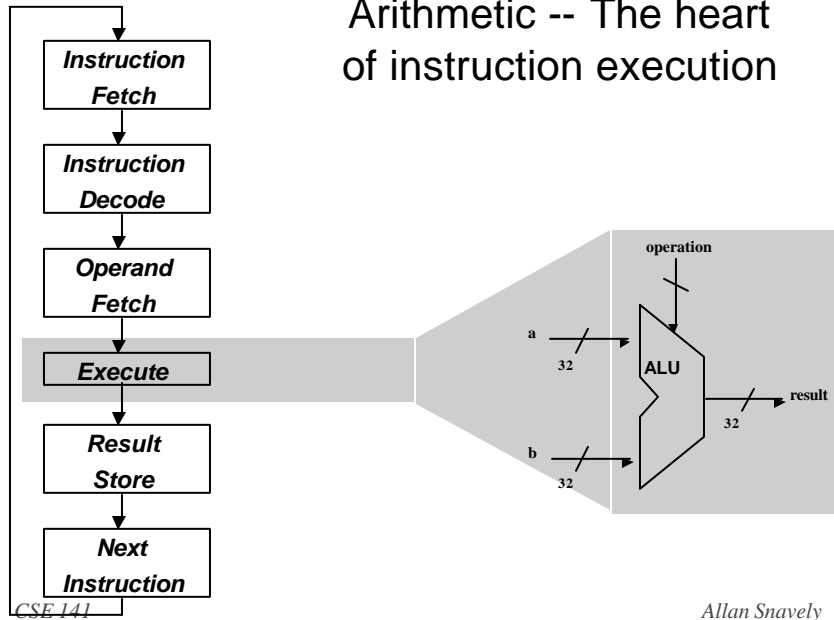 Arithmetic -- The heart
of instruction execution
Instruction
Fetch
Instruction
Decode
Operand
Fetch
Execute
Result
Store
Next
Instruction
operation
a
32
ALU
result
32
b
32
CSE 141
Allan Snavely